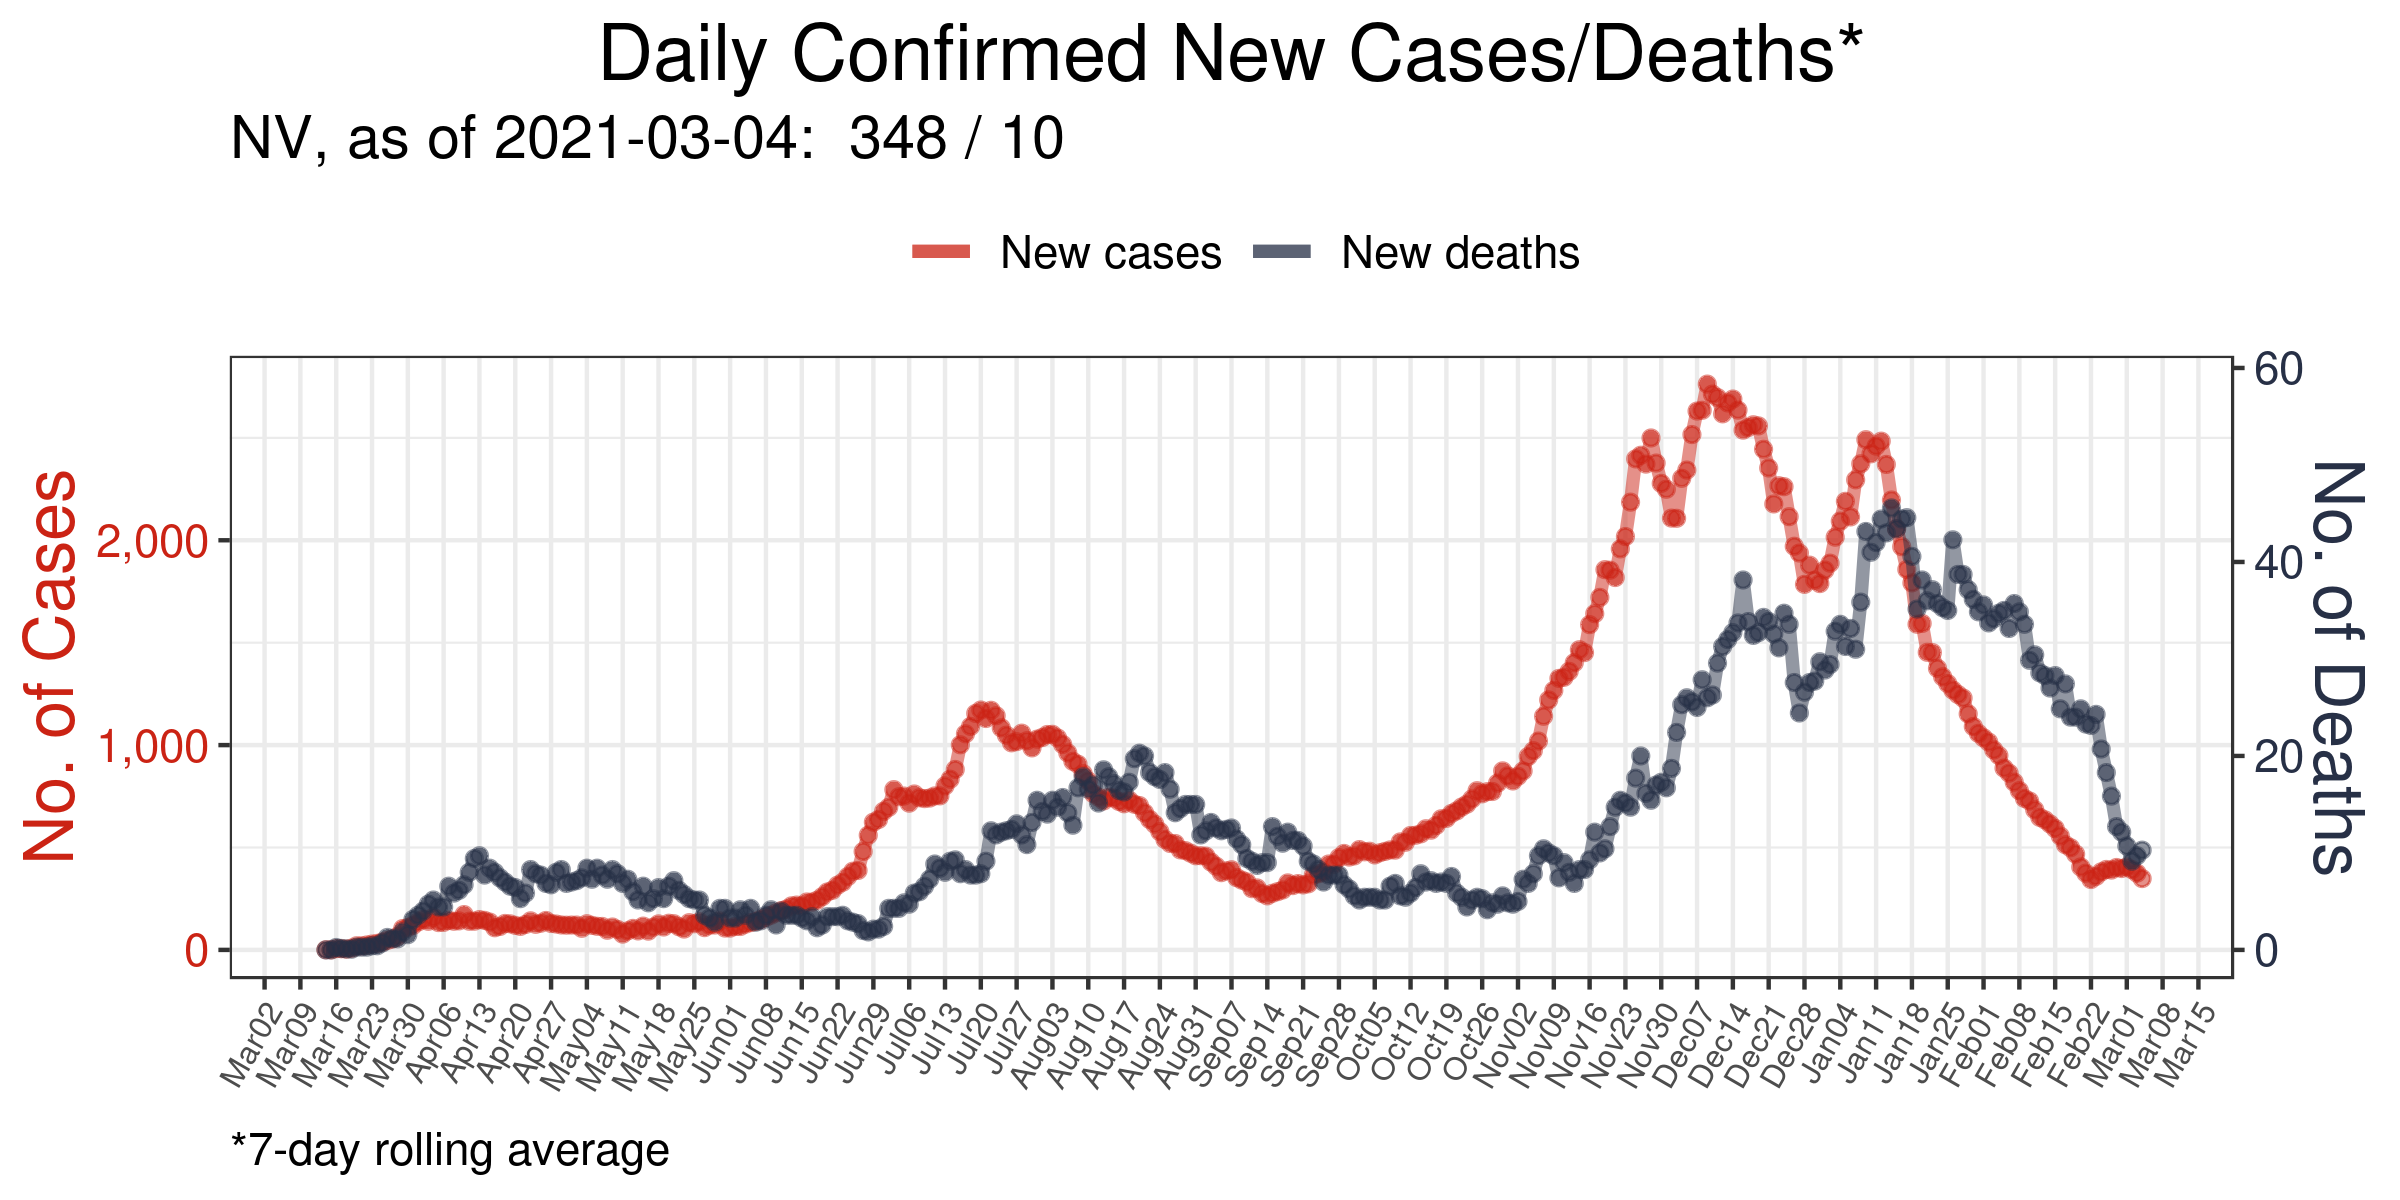 Daily Confirmed New Cases/Deaths*
NV, as of 2021-03-04:  348 / 10
New cases
New deaths
No. of Cases
2,000
1,000
0
60
40
20
0
No. of Deaths
Mar02
Mar09
Mar16
Mar23
Mar30
Apr06
Apr13
Apr20
Apr27
May04
May11
May18
May25
Jun01
Jun08
Jun15
Jun22
Jun29
Jul06
Jul13
Jul20
Jul27
Aug03
Aug10
Aug17
Aug24
Aug31
Sep07
Sep14
Sep21
Sep28
Oct05
Oct12
Oct19
Oct26
Nov02
Nov09
Nov16
Nov23
Nov30
Dec07
Dec14
Dec21
Dec28
Jan04
Jan11
Jan18
Jan25
Feb01
Feb08
Feb15
Feb22
Mar01
Mar08
Mar15
*7-day rolling average